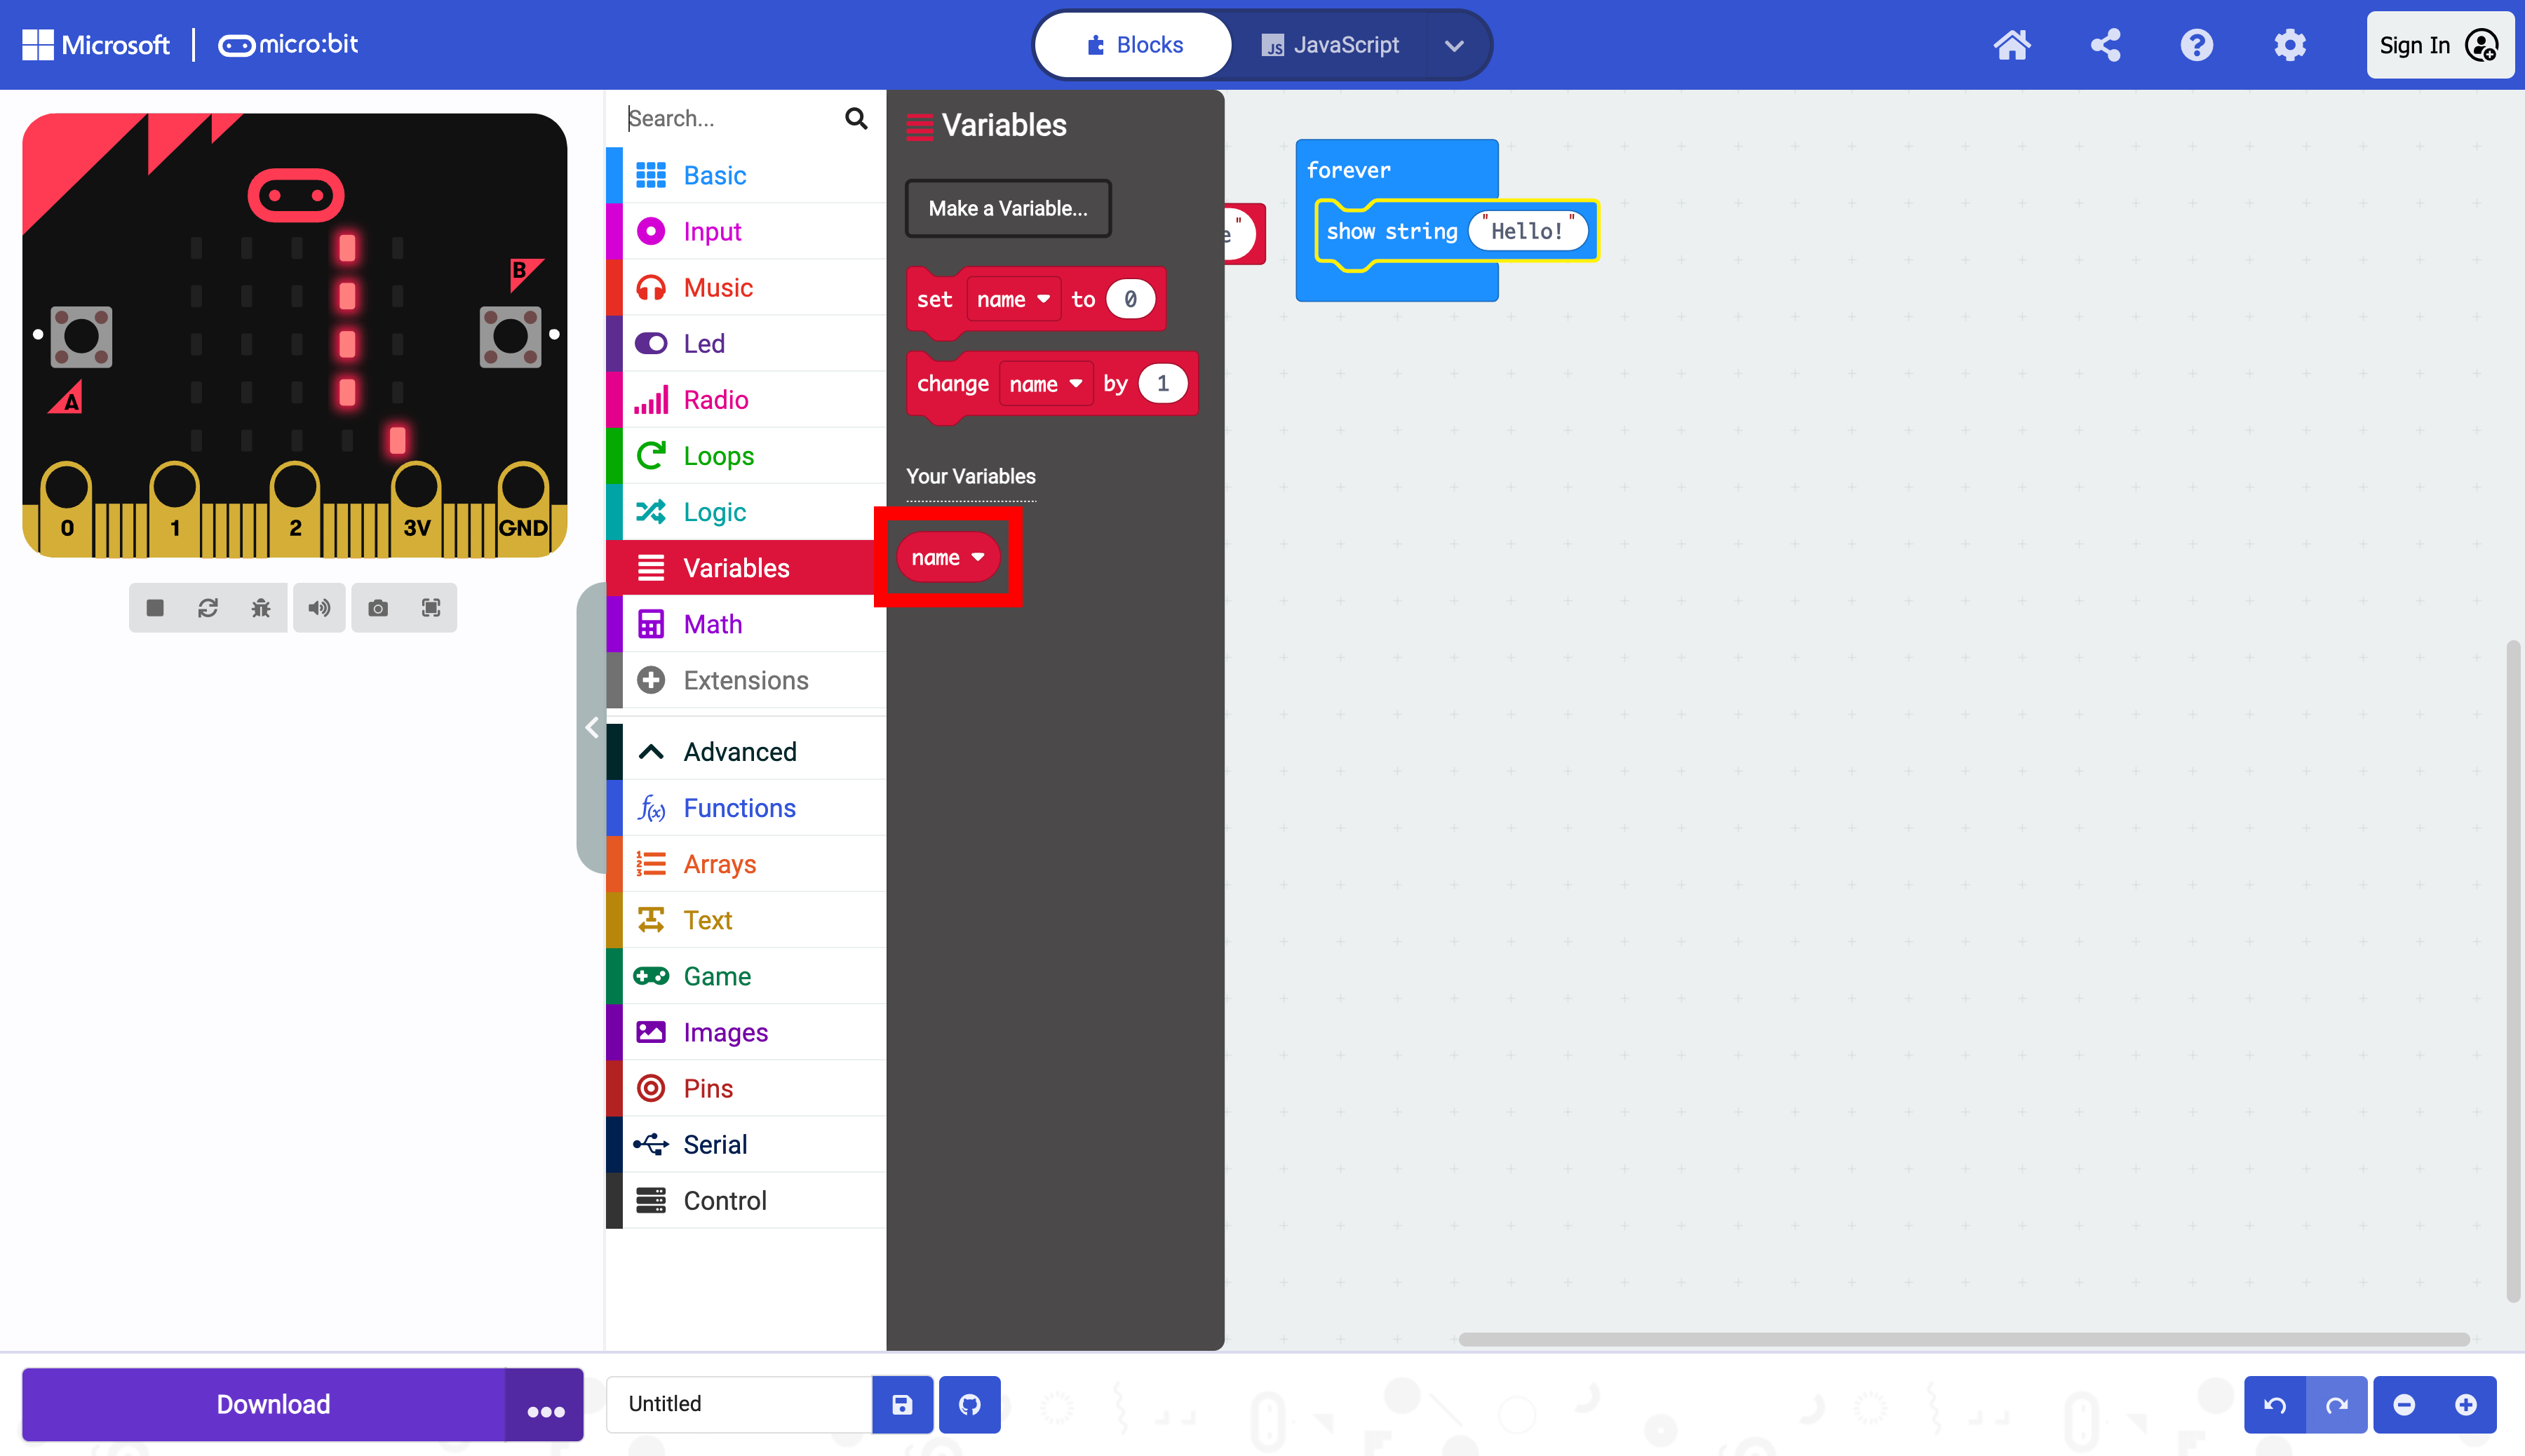 Microsoft micro:bit
Blocks
JavaScript
Sign In
Search...
Basic
Input
Music
Led
Radio
Loops
Logic
Variables
Math
Extensions
Advanced
Functions
Arrays
Text
Game
Images
Pins
Serial
Control
Variables
Make a Variable...
set name to 0
change name by 1
Your Variables
name
e"
forever
show string "Hello!"
A
B
0 1 2 3V GND
Download
Untitled